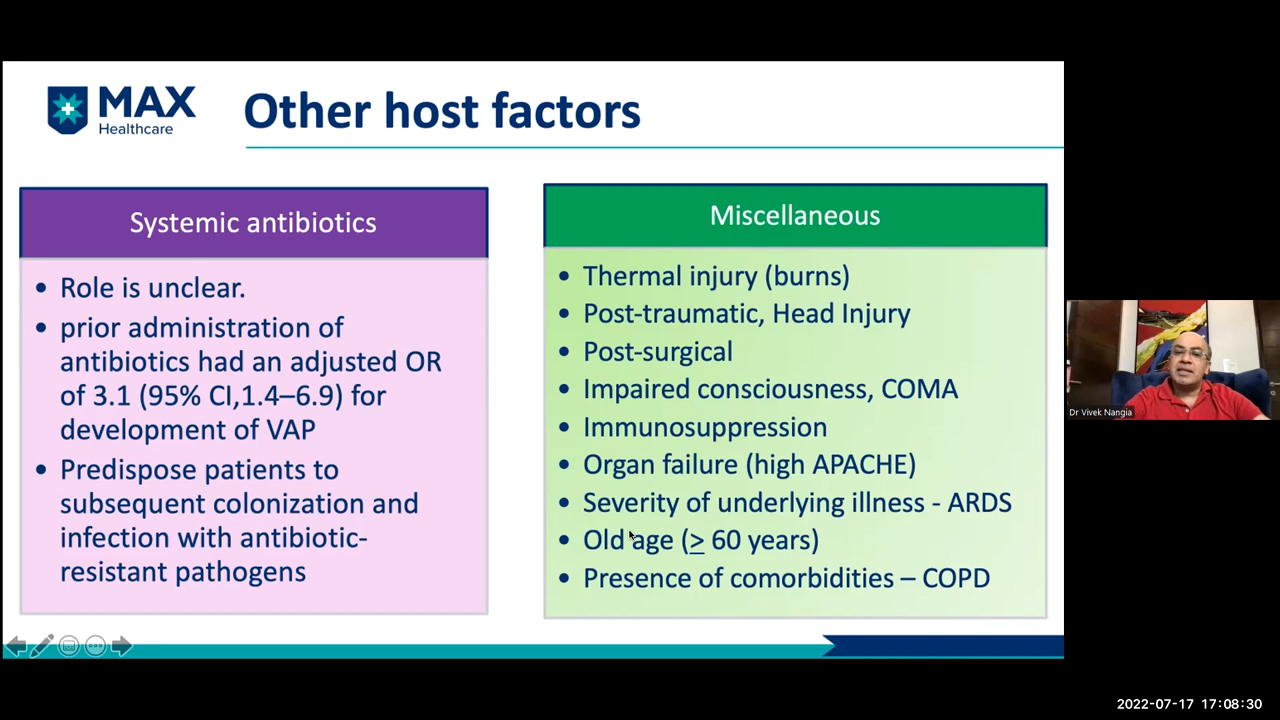 MAX
Healthcare
Other host factors
Systemic antibiotics
• Role is unclear.
• prior administration of
antibiotics had an adjusted OR
of 3.1 (95% CI,1.4–6.9) for
development of VAP
• Predispose patients to
subsequent colonization and
infection with antibiotic-
resistant pathogens
Miscellaneous
• Thermal injury (burns)
• Post-traumatic, Head Injury
• Post-surgical
• Impaired consciousness, COMA
• Immunosuppression
• Organ failure (high APACHE)
• Severity of underlying illness - ARDS
• Old age (≥ 60 years)
• Presence of comorbidities – COPD
Dr Vivek Nangia
2022-07-17 17:08:30